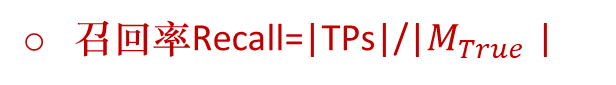 ○ 召回率Recall=|TPs|/|M_True |